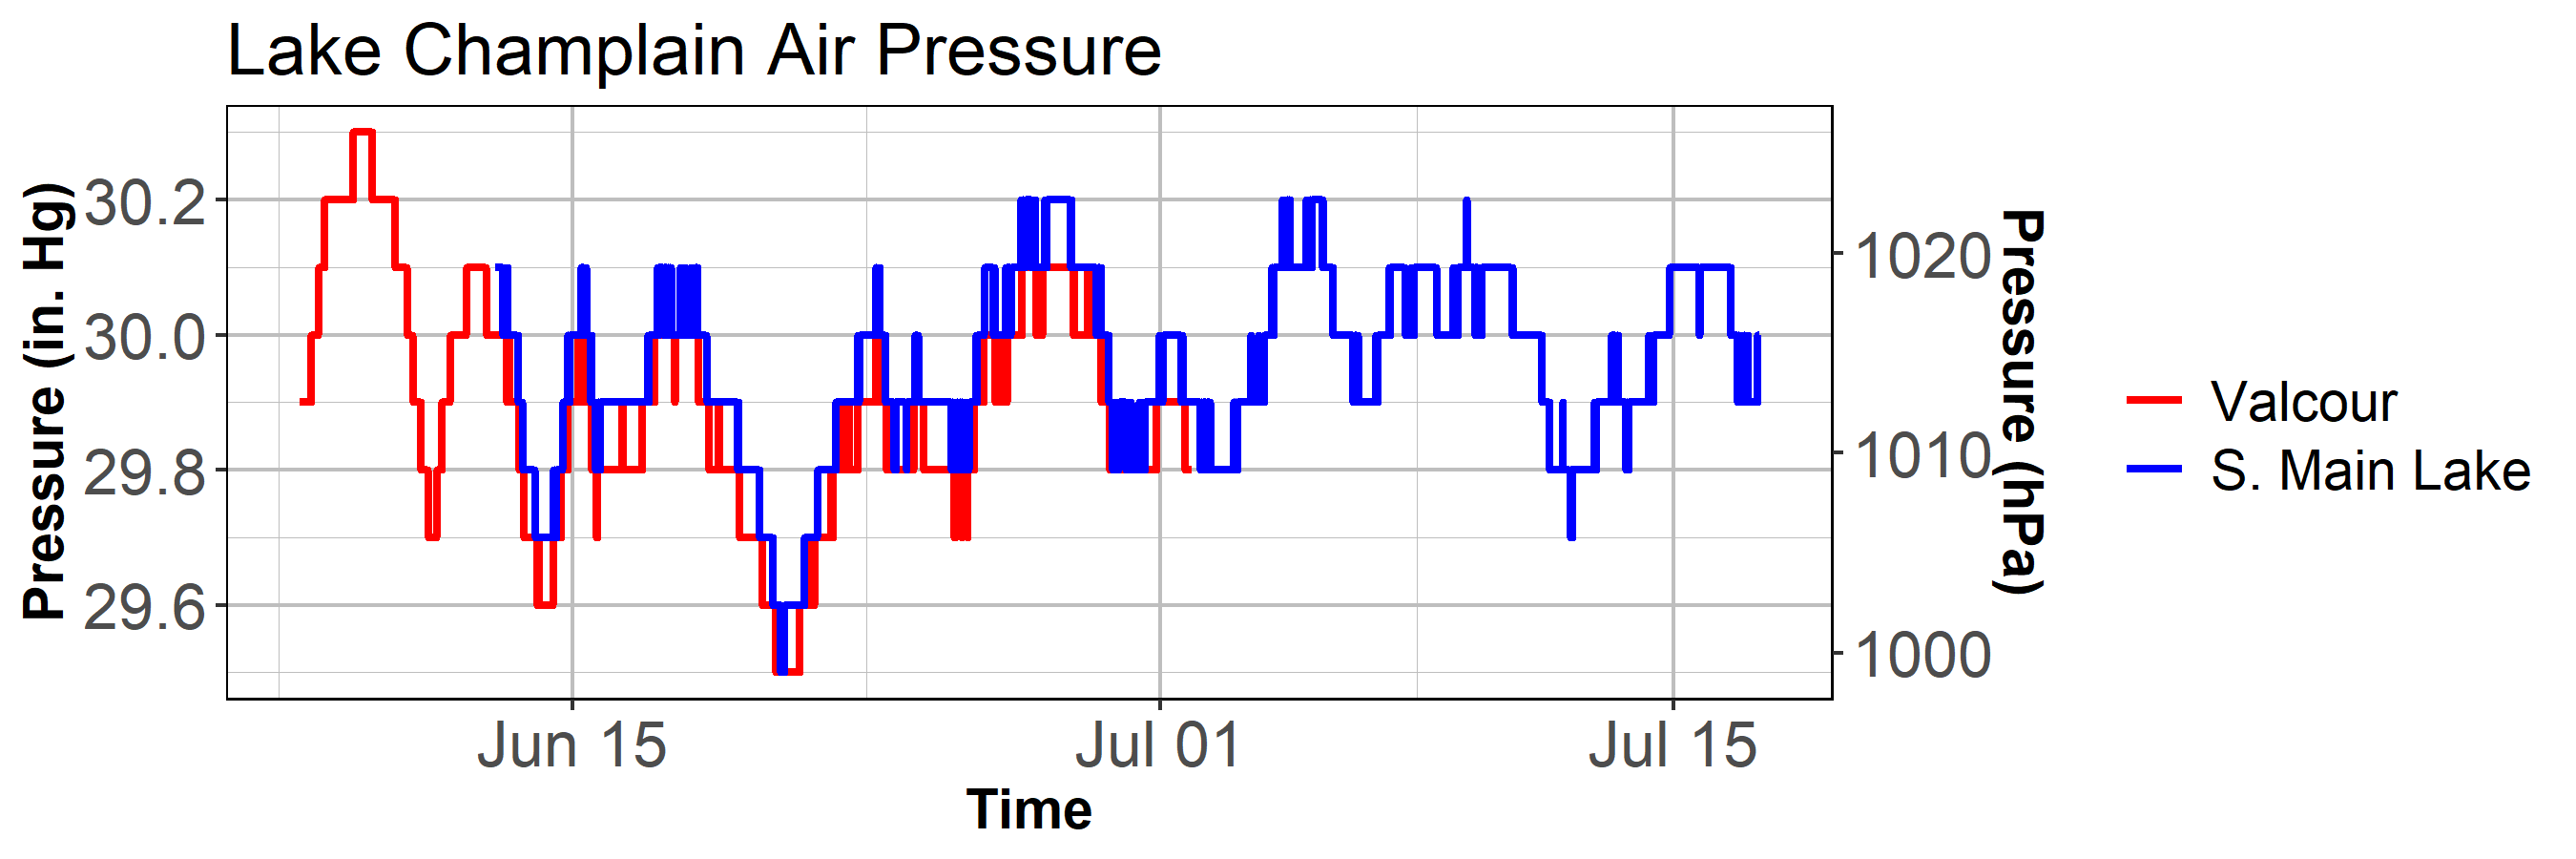 Lake Champlain Air Pressure
Pressure (in. Hg)
30.2
30.0
29.8
29.6
1020
1010
1000
Pressure (hPa)
Jun 15
Jul 01
Jul 15
Time
Valcour
S. Main Lake